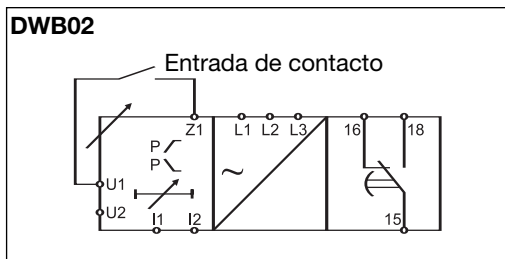 DWB02
Entrada de contacto
Z1 L1 L2 L3 16 18
P
P
~
U1
U2
I1 I2 15